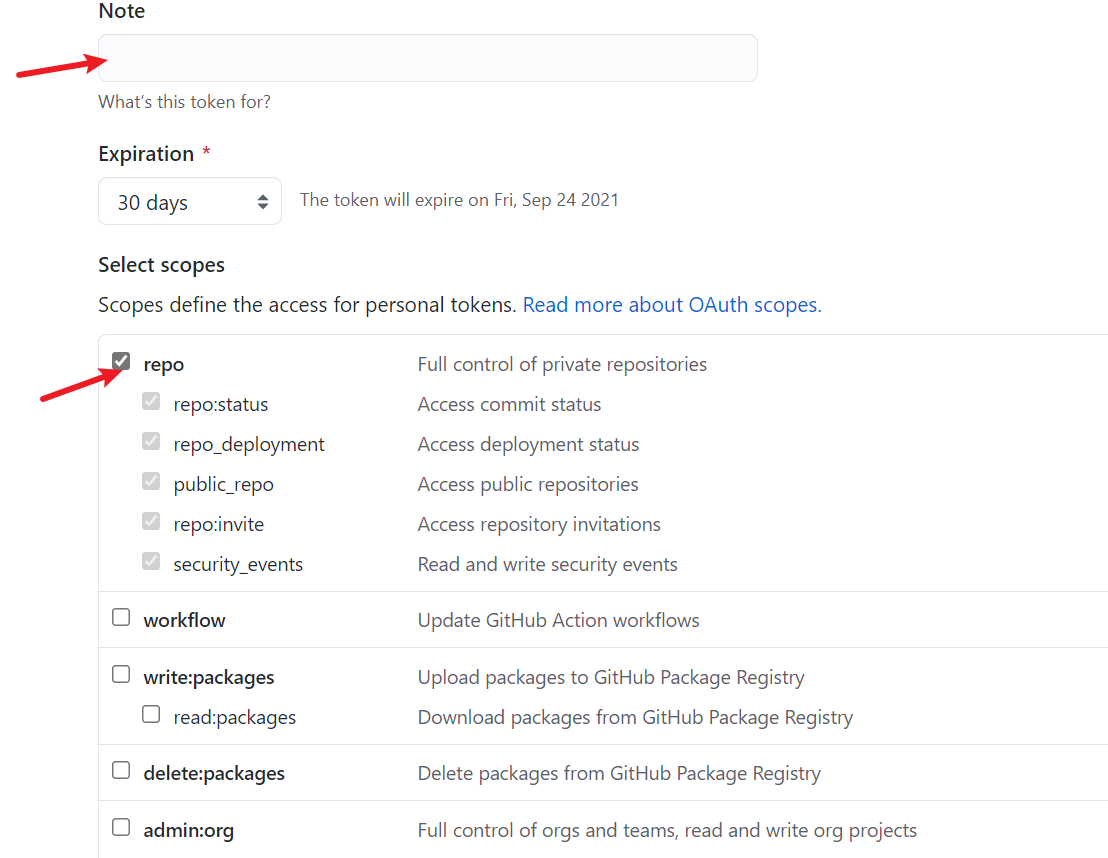 Note
What's this token for?
Expiration *
30 days The token will expire on Fri, Sep 24 2021
Select scopes
Scopes define the access for personal tokens. Read more about OAuth scopes.
repo Full control of private repositories
repo:status Access commit status
repo_deployment Access deployment status
public_repo Access public repositories
repo:invite Access repository invitations
security_events Read and write security events
workflow Update GitHub Action workflows
write:packages Upload packages to GitHub Package Registry
read:packages Download packages from GitHub Package Registry
delete:packages Delete packages from GitHub Package Registry
admin:org Full control of orgs and teams, read and write org projects